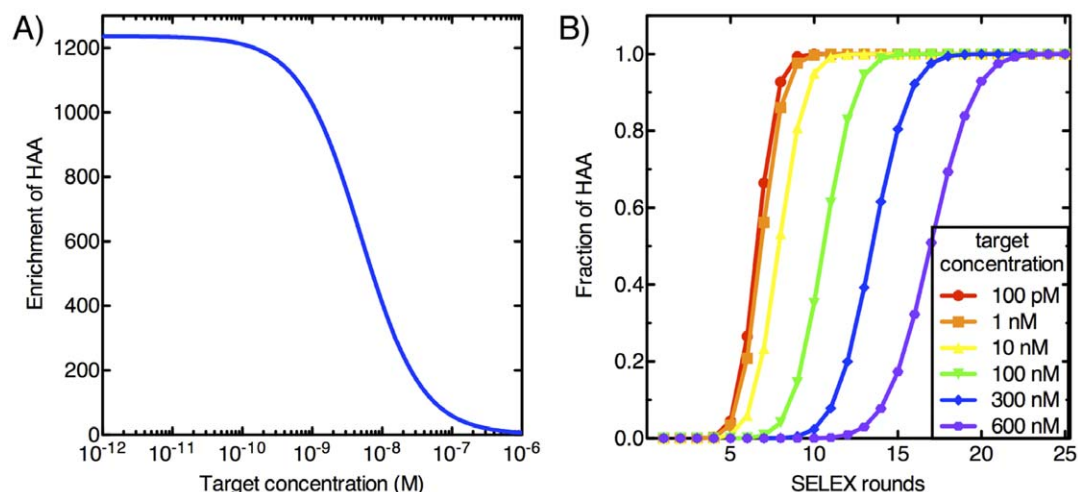 A)
Enrichment of HAA
1200
1000
800
600
400
200
0
10-12 10-11 10-10 10-9 10-8 10-7 10-6
Target concentration (M)
B)
Fraction of HAA
1.0
0.8
0.6
0.4
0.2
0.0
5 10 15 20 25
SELEX rounds
target
concentration
100 pM
1 nM
10 nM
100 nM
300 nM
600 nM